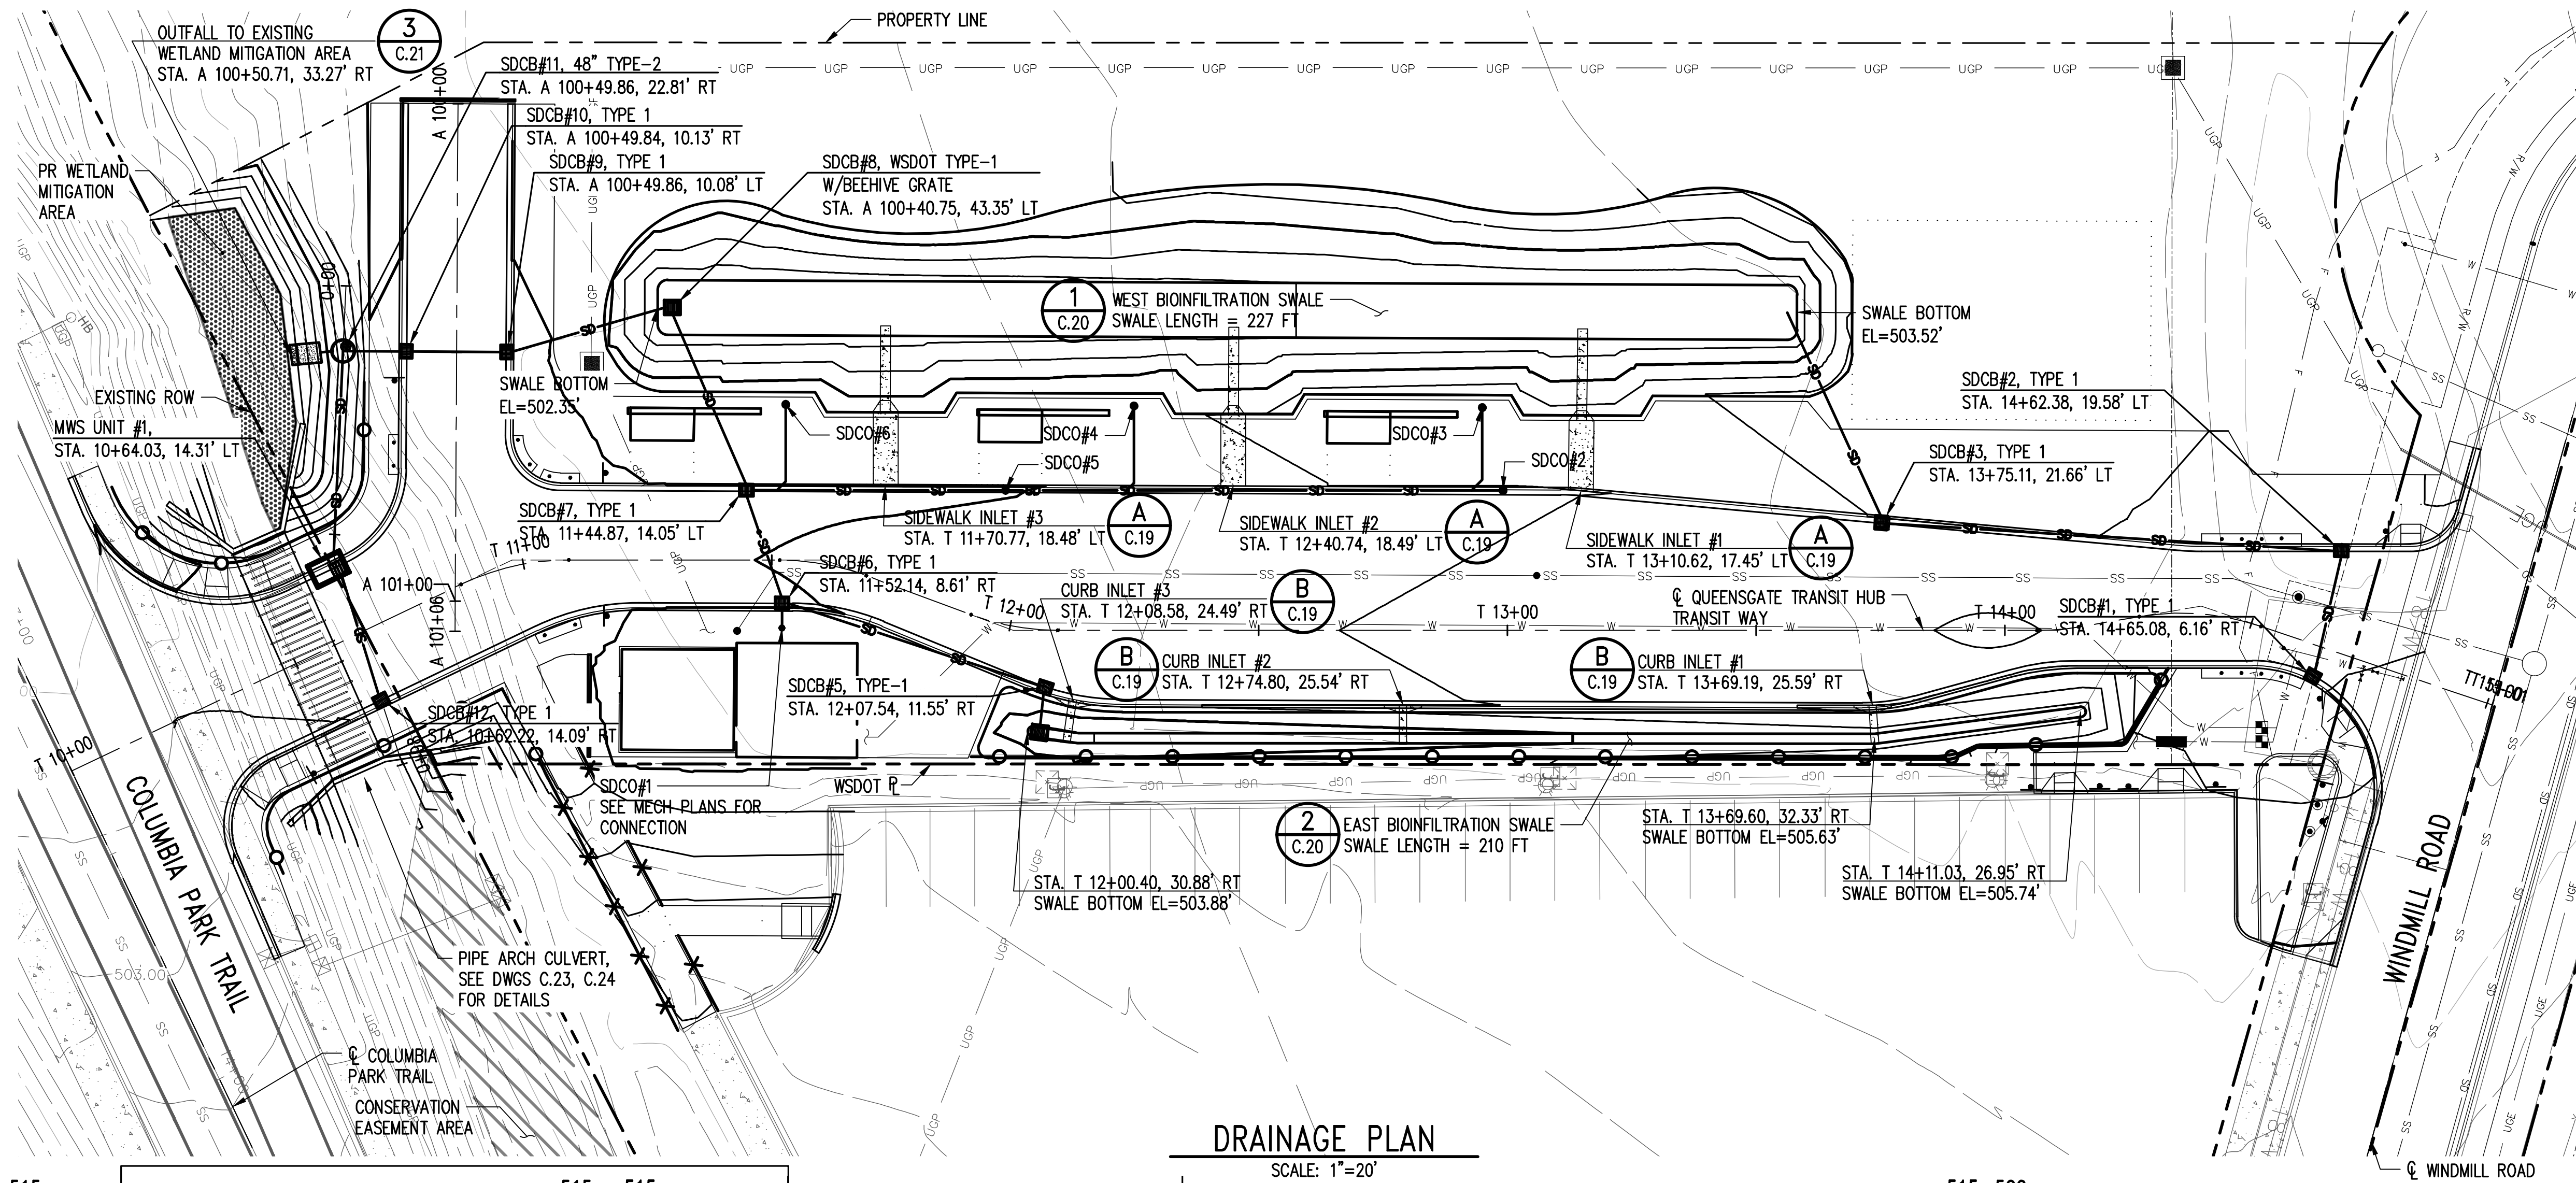 PROPERTY LINE
OUTFALL TO EXISTING
WETLAND MITIGATION AREA
STA. A 100+50.71, 33.27' RT
3
C.21
A 100+00
SDCB#11, 48" TYPE-2
STA. A 100+49.86, 22.81' RT
SDCB#10, TYPE 1
STA. A 100+49.84, 10.13' RT
SDCB#9, TYPE 1
STA. A 100+49.86, 10.08' LT
SDCB#8, WSDOT TYPE-1
W/BEEHIVE GRATE
STA. A 100+40.75, 43.35' LT
PR WETLAND
MITIGATION
AREA
0+00
HB
1
C.20
WEST BIOINFILTRATION SWALE
SWALE LENGTH = 227 FT
SWALE BOTTOM
EL=503.52'
SWALE BOTTOM
EL=502.35'
EXISTING ROW
MWS UNIT #1,
STA. 10+64.03, 14.31' LT
SDCO#6
SDCO#4
SDCO#3
SDCO#5
SDCO#2
SDCB#2, TYPE 1
STA. 14+62.38, 19.58' LT
SDCB#3, TYPE 1
STA. 13+75.11, 21.66' LT
SDCB#7, TYPE 1
STA. 11+44.87, 14.05' LT
SIDEWALK INLET #3
STA. T 11+70.77, 18.48' LT
A
C.19
SIDEWALK INLET #2
STA. T 12+40.74, 18.49' LT
A
C.19
SIDEWALK INLET #1
STA. T 13+10.62, 17.45' LT
A
C.19
T 11+00
A 101+00
A 101+06
SDCB#6, TYPE 1
STA. 11+52.14, 8.61' RT
T 12+00
CURB INLET #3
STA. T 12+08.58, 24.49' RT
B
C.19
T 13+00
℄ QUEENSGATE TRANSIT HUB
TRANSIT WAY
T 14+00
SDCB#1, TYPE 1
STA. 14+65.08, 6.16' RT
B
C.19
CURB INLET #2
STA. T 12+74.80, 25.54' RT
B
C.19
CURB INLET #1
STA. T 13+69.19, 25.59' RT
SDCB#5, TYPE-1
STA. 12+07.54, 11.55' RT
SDCB#12, TYPE 1
STA. 10+62.22, 14.09' RT
T 10+00
COLUMBIA PARK TRAIL
SDCO#1
SEE MECH PLANS FOR
CONNECTION
WSDOT ⅊
2
C.20
EAST BIOINFILTRATION SWALE
SWALE LENGTH = 210 FT
STA. T 13+69.60, 32.33' RT
SWALE BOTTOM EL=505.63'
STA. T 12+00.40, 30.88' RT
SWALE BOTTOM EL=503.88'
STA. T 14+11.03, 26.95' RT
SWALE BOTTOM EL=505.74'
WINDMILL ROAD
503.00
PIPE ARCH CULVERT,
SEE DWGS C.23, C.24
FOR DETAILS
℄ COLUMBIA
PARK TRAIL
CONSERVATION
EASEMENT AREA
DRAINAGE PLAN
SCALE: 1"=20'
℄ WINDMILL ROAD